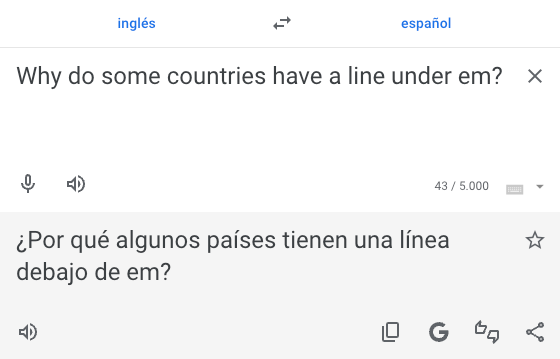 inglés
español
Why do some countries have a line under em?
43 / 5.000
¿Por qué algunos países tienen una línea
debajo de em?